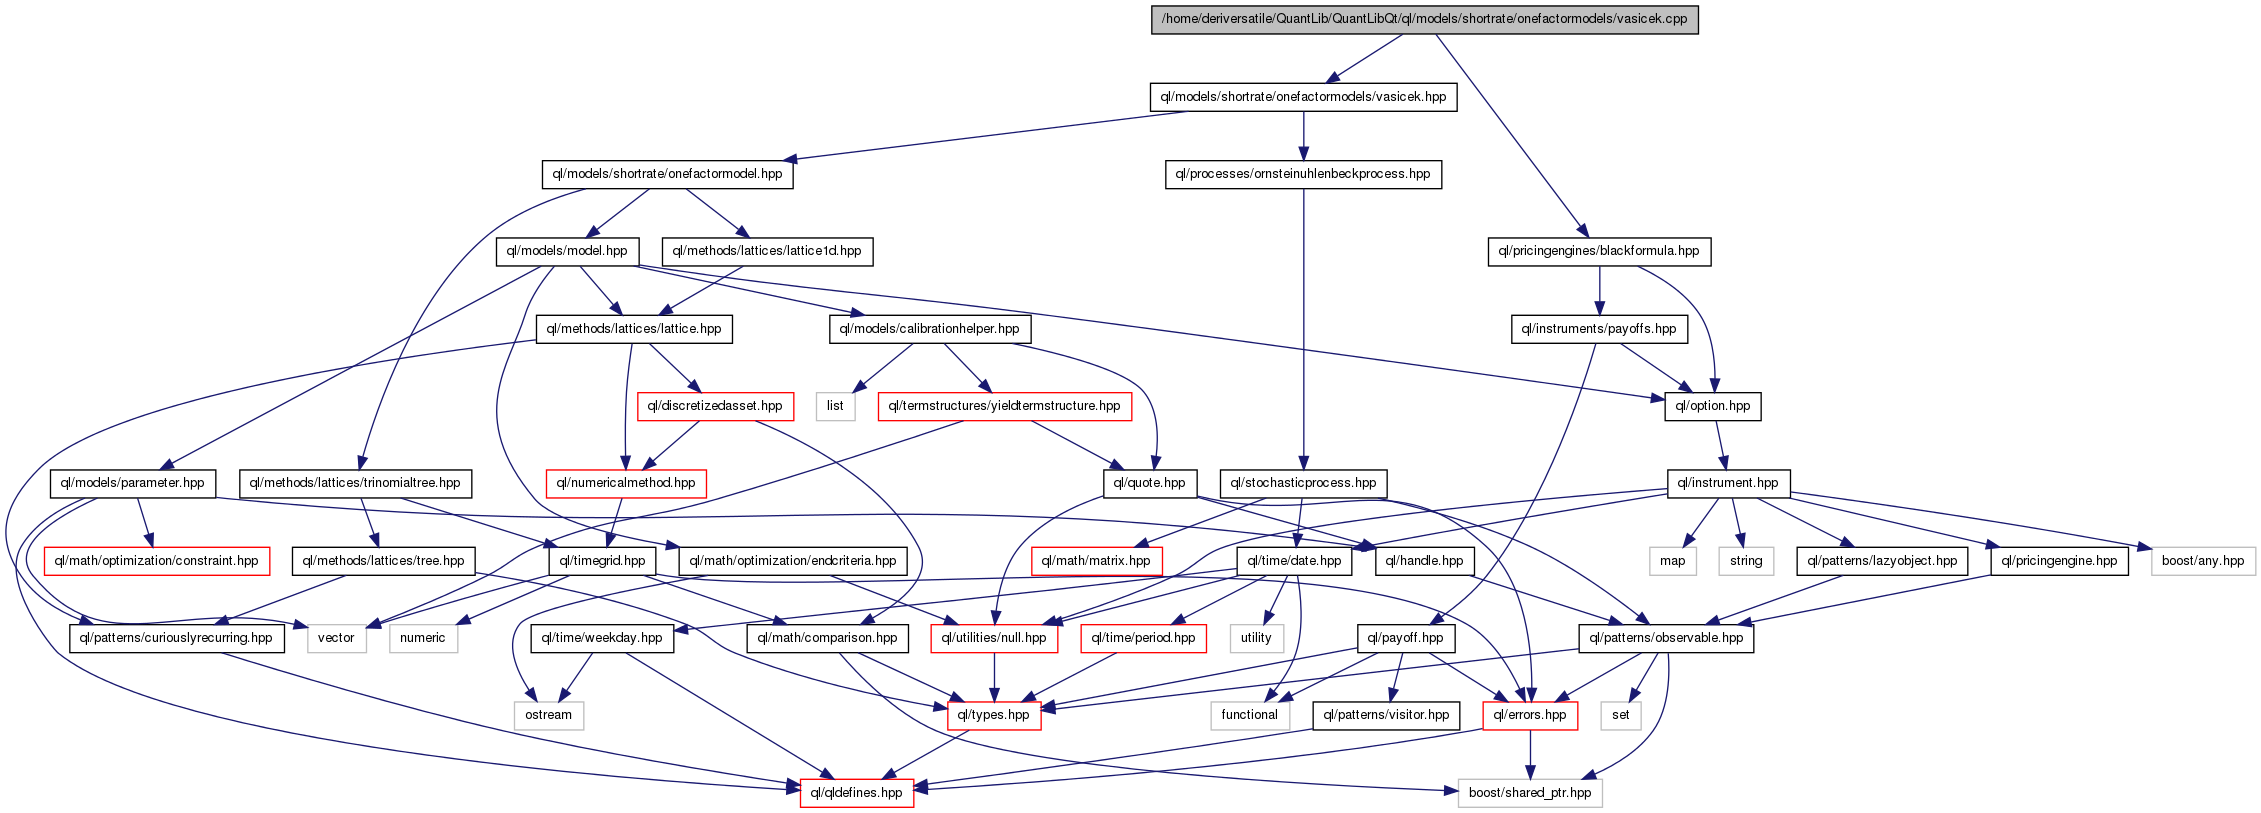 /home/deriversatile/QuantLib/QuantLibQt/ql/models/shortrate/onefactormodels/vasicek.cpp
ql/models/shortrate/onefactormodels/vasicek.hpp
ql/models/shortrate/onefactormodel.hpp
ql/processes/ornsteinuhlenbeckprocess.hpp
ql/models/model.hpp
ql/methods/lattices/lattice1d.hpp
ql/pricingengines/blackformula.hpp
ql/methods/lattices/lattice.hpp
ql/models/calibrationhelper.hpp
ql/instruments/payoffs.hpp
ql/discretizedasset.hpp
list
ql/termstructures/yieldtermstructure.hpp
ql/option.hpp
ql/models/parameter.hpp
ql/methods/lattices/trinomialtree.hpp
ql/numericalmethod.hpp
ql/quote.hpp
ql/stochasticprocess.hpp
ql/instrument.hpp
ql/math/optimization/constraint.hpp
ql/methods/lattices/tree.hpp
ql/timegrid.hpp
ql/math/optimization/endcriteria.hpp
ql/math/matrix.hpp
ql/time/date.hpp
ql/handle.hpp
map
string
ql/patterns/lazyobject.hpp
ql/pricingengine.hpp
boost/any.hpp
ql/patterns/curiouslyrecurring.hpp
vector
numeric
ql/time/weekday.hpp
ql/math/comparison.hpp
ql/utilities/null.hpp
ql/time/period.hpp
utility
ql/payoff.hpp
ql/patterns/observable.hpp
ostream
ql/types.hpp
functional
ql/patterns/visitor.hpp
ql/errors.hpp
set
ql/qldefines.hpp
boost/shared_ptr.hpp